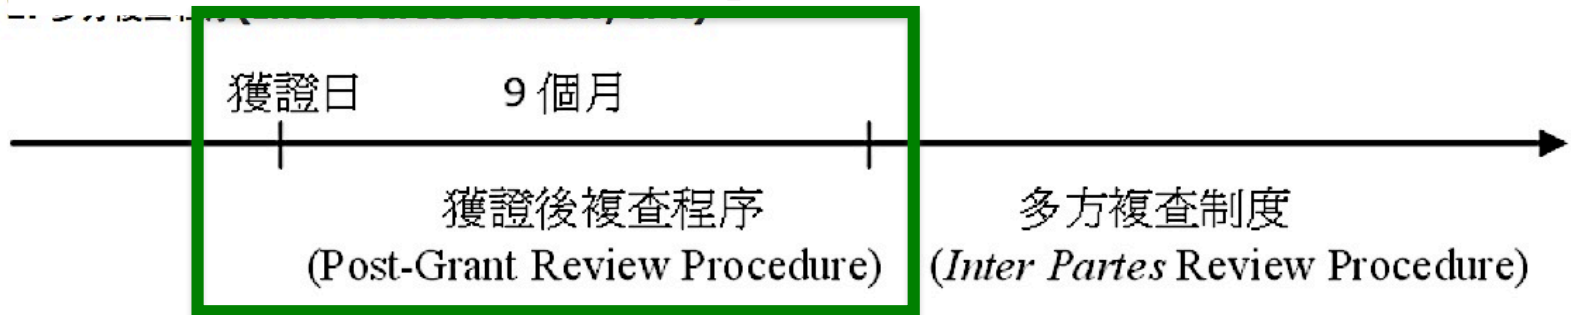 獲證日 9 個月
獲證後複查程序 多方複查制度
(Post-Grant Review Procedure) (Inter Partes Review Procedure)